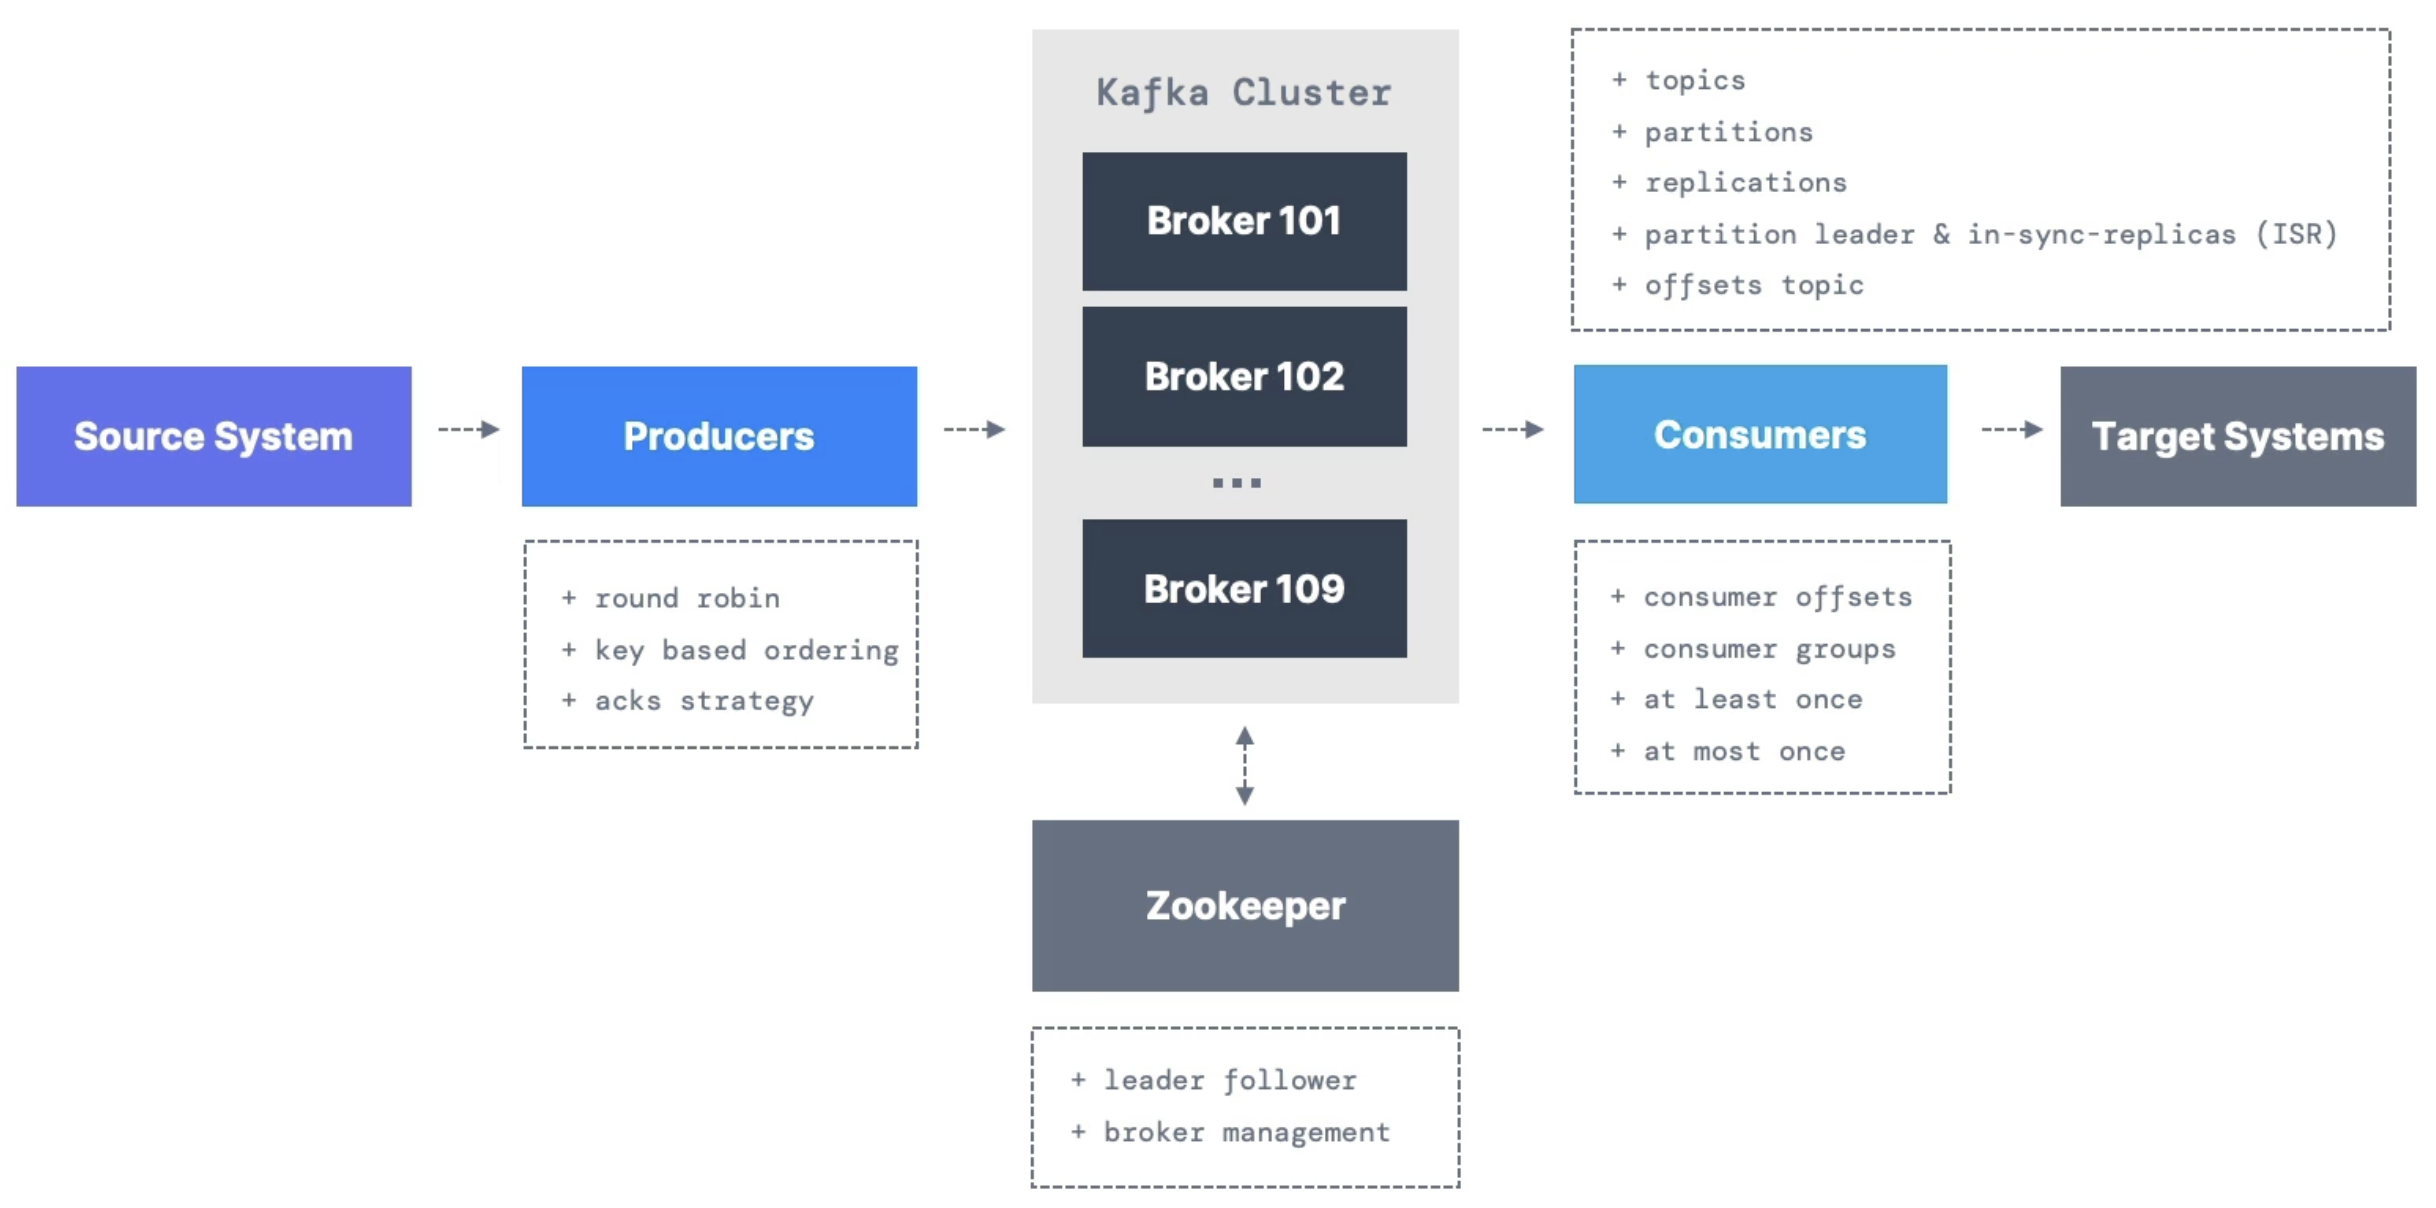 Kafka Cluster
Broker 101
Broker 102
...
Broker 109
+ topics
+ partitions
+ replications
+ partition leader & in-sync-replicas (ISR)
+ offsets topic
Source System
Producers
Consumers
Target Systems
+ round robin
+ key based ordering
+ acks strategy
+ consumer offsets
+ consumer groups
+ at least once
+ at most once
Zookeeper
+ leader follower
+ broker management